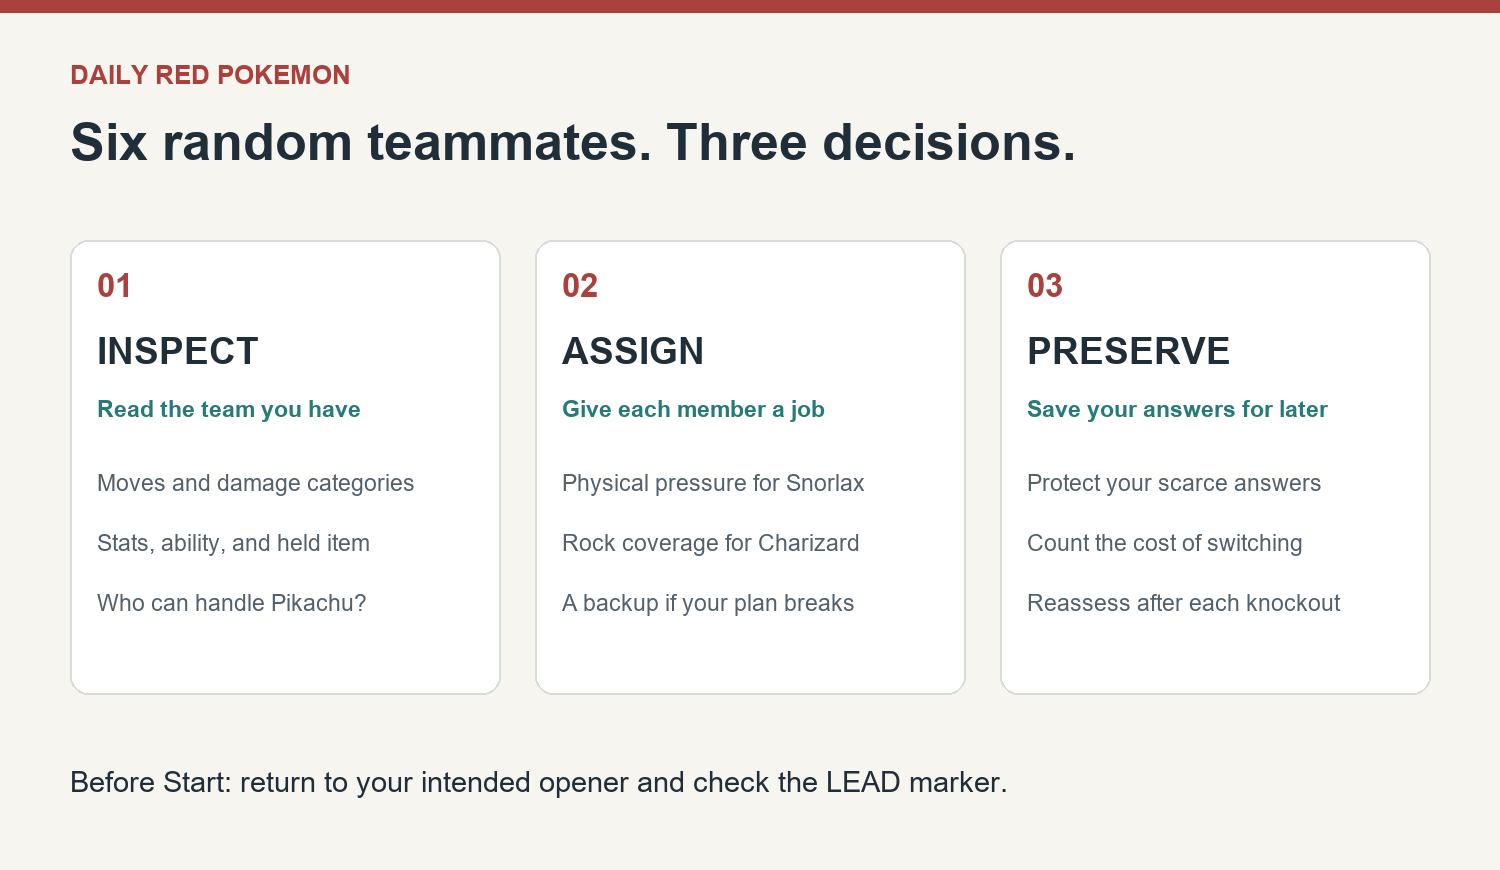 DAILY RED POKEMON
Six random teammates. Three decisions.
01
INSPECT
Read the team you have
Moves and damage categories
Stats, ability, and held item
Who can handle Pikachu?
02
ASSIGN
Give each member a job
Physical pressure for Snorlax
Rock coverage for Charizard
A backup if your plan breaks
03
PRESERVE
Save your answers for later
Protect your scarce answers
Count the cost of switching
Reassess after each knockout
Before Start: return to your intended opener and check the LEAD marker.